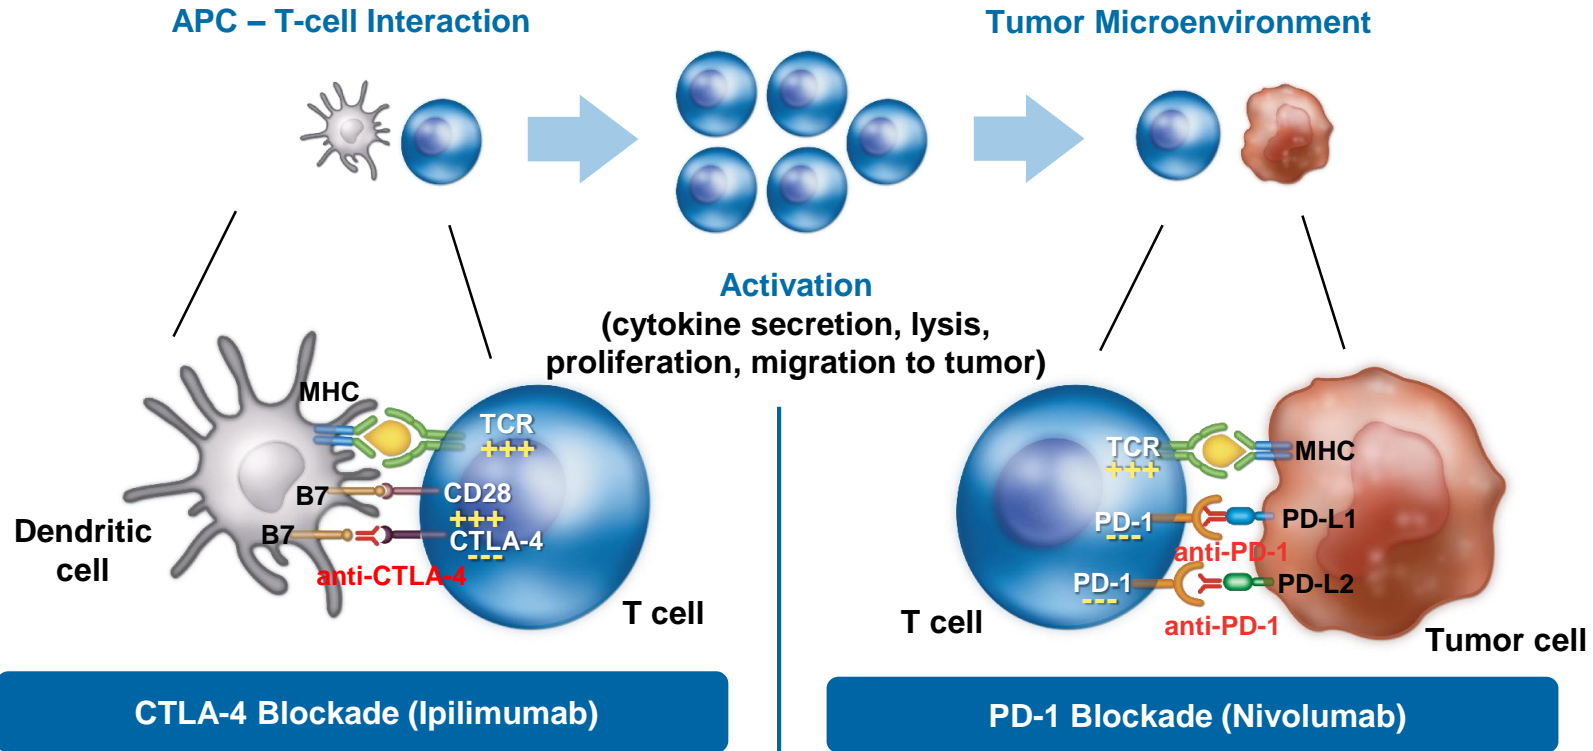 APC – T-cell Interaction
Tumor Microenvironment
Activation
(cytokine secretion, lysis,
proliferation, migration to tumor)
MHC
TCR
+++
B7
CD28
+++
B7
CTLA-4
---
anti-CTLA-4
Dendritic
cell
T cell
TCR
+++
MHC
PD-1
---
PD-L1
anti-PD-1
PD-1
---
PD-L2
anti-PD-1
T cell
Tumor cell
CTLA-4 Blockade (Ipilimumab)
PD-1 Blockade (Nivolumab)